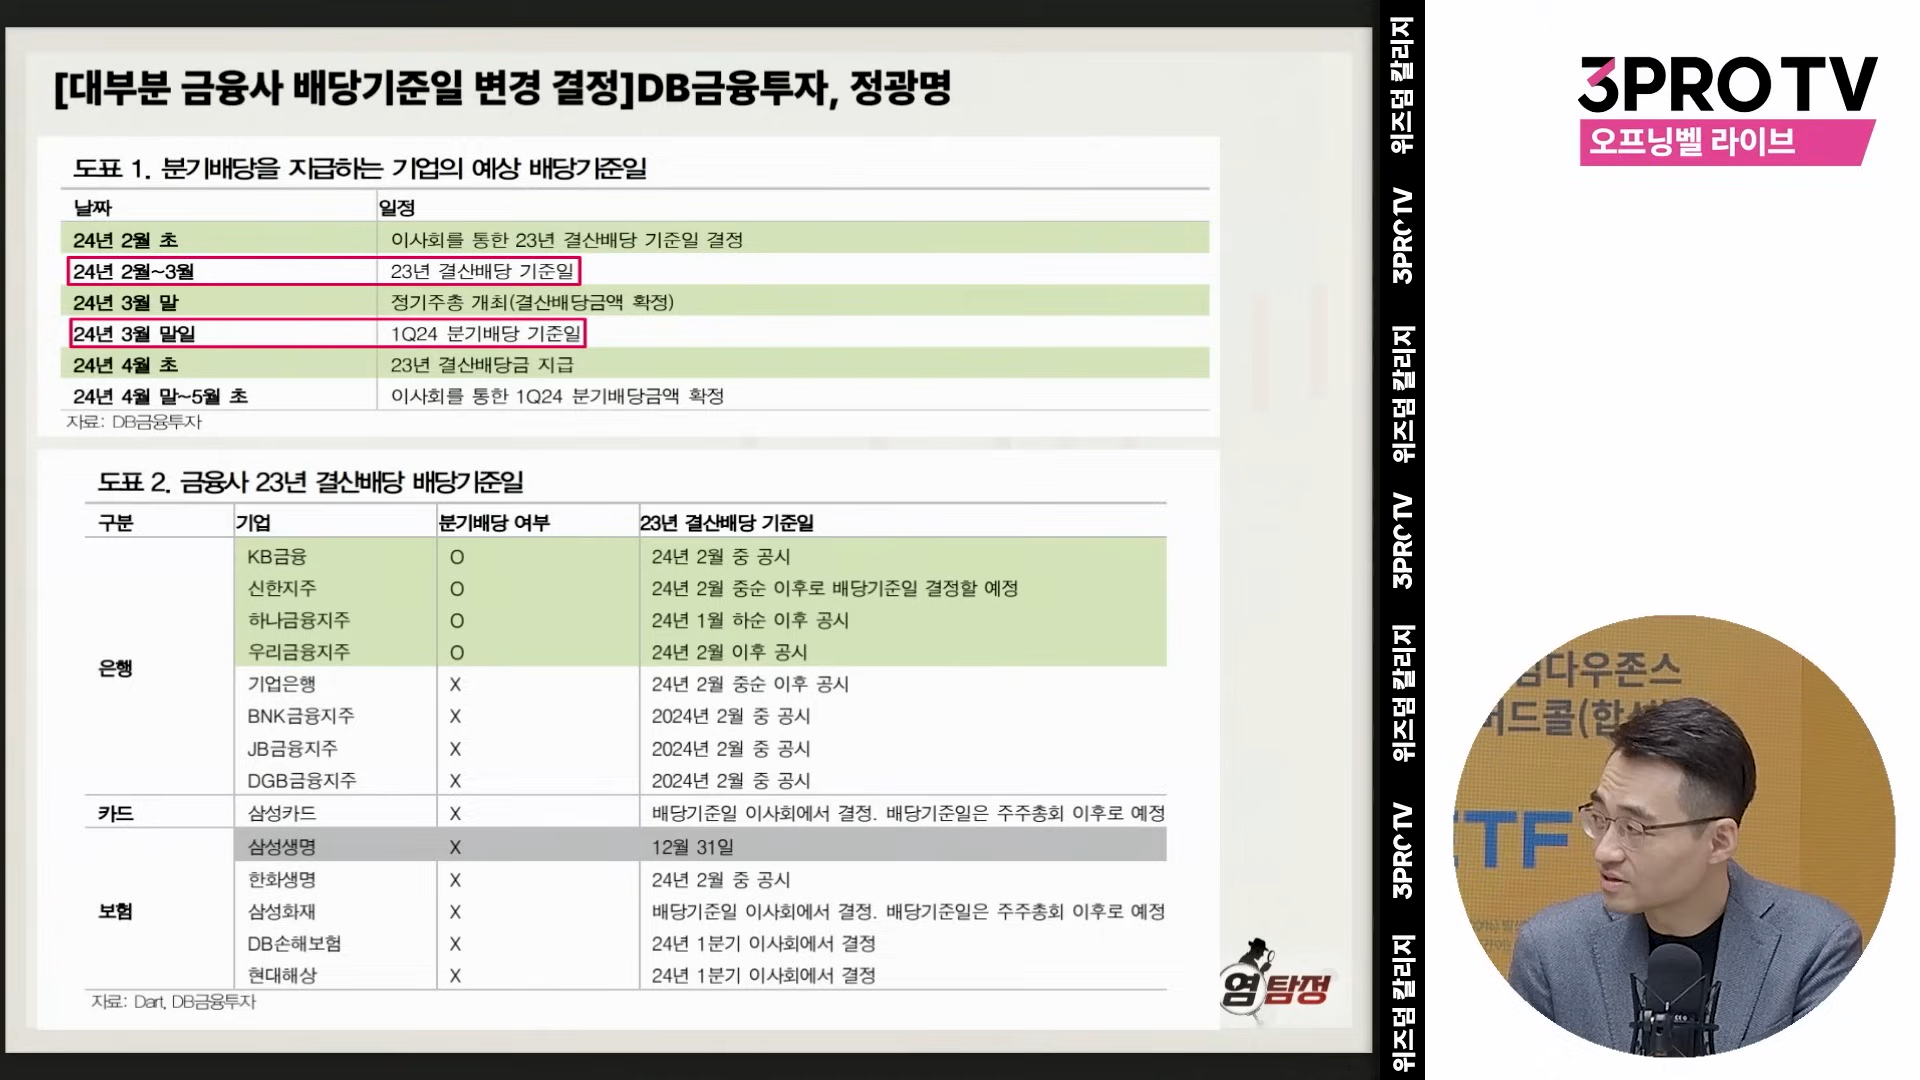 [대부분 금융사 배당기준일 변경 결정]DB금융투자, 정광명
도표 1. 분기배당을 지급하는 기업의 예상 배당기준일
날짜 일정
24년 2월 초 이사회를 통한 23년 결산배당 기준일 결정
24년 2월~3월 23년 결산배당 기준일
24년 3월 말 정기주총 개최(결산배당금액 확정)
24년 3월 말일 1Q24 분기배당 기준일
24년 4월 초 23년 결산배당금 지급
24년 4월 말~5월 초 이사회를 통한 1Q24 분기배당금액 확정
자료: DB금융투자
도표 2. 금융사 23년 결산배당 배당기준일
구분 기업 분기배당 여부 23년 결산배당 기준일
은행
KB금융 O 24년 2월 중 공시
신한지주 O 24년 2월 중순 이후로 배당기준일 결정할 예정
하나금융지주 O 24년 1월 하순 이후 공시
우리금융지주 O 24년 2월 이후 공시
기업은행 X 24년 2월 중순 이후 공시
BNK금융지주 X 2024년 2월 중 공시
JB금융지주 X 2024년 2월 중 공시
DGB금융지주 X 2024년 2월 중 공시
카드 삼성카드 X 배당기준일 이사회에서 결정. 배당기준일은 주주총회 이후로 예정
보험
삼성생명 X 12월 31일
한화생명 X 24년 2월 중 공시
삼성화재 X 배당기준일 이사회에서 결정. 배당기준일은 주주총회 이후로 예정
DB손해보험 X 24년 1분기 이사회에서 결정
현대해상 X 24년 1분기 이사회에서 결정
자료: Dart, DB금융투자
염탐정
위즈덤 칼리지
3PROTV
위즈덤 칼리지
3PROTV
위즈덤 칼리지
3PROTV
위즈덤 칼리지
3PRO TV
오프닝벨 라이브
다우존스
버드콜(합성
ETF